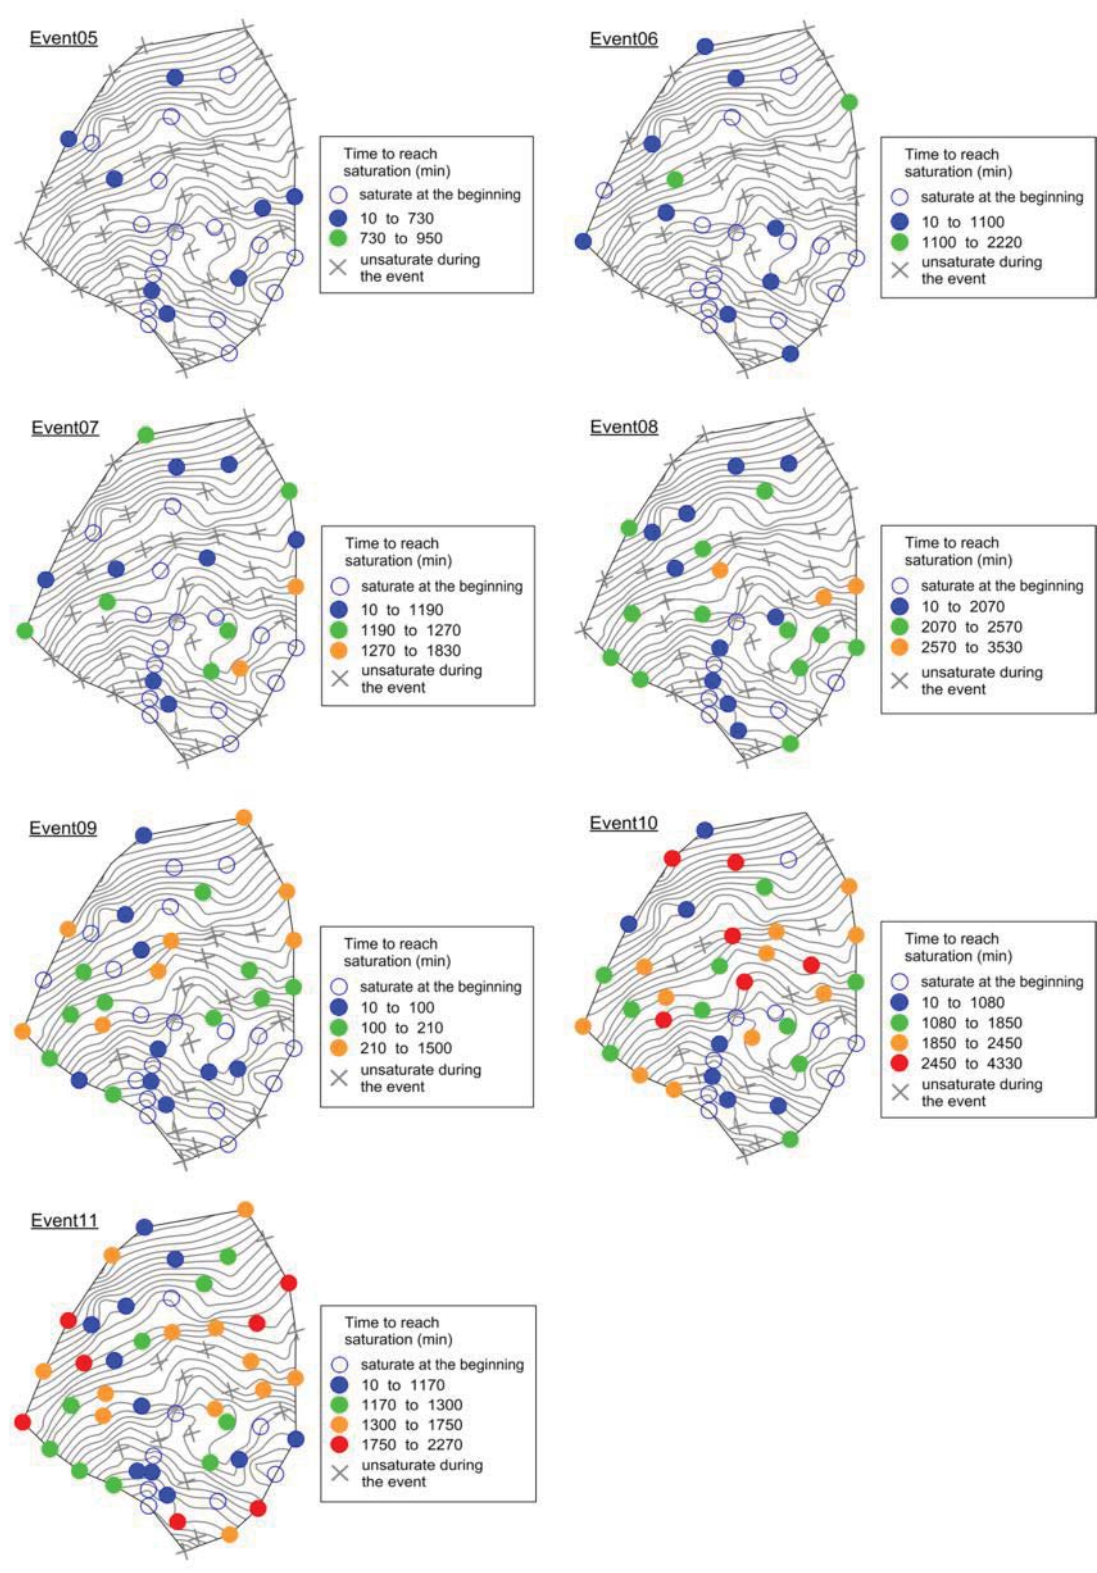 Event05
Time to reach
saturation (min)
saturate at the beginning
10 to 730
730 to 950
unsaturate during
the event
Event06
Time to reach
saturation (min)
saturate at the beginning
10 to 1100
1100 to 2220
unsaturate during
the event
Event07
Time to reach
saturation (min)
saturate at the beginning
10 to 1190
1190 to 1270
1270 to 1830
unsaturate during
the event
Event08
Time to reach
saturation (min)
saturate at the beginning
10 to 2070
2070 to 2570
2570 to 3530
unsaturate during
the event
Event09
Time to reach
saturation (min)
saturate at the beginning
10 to 100
100 to 210
210 to 1500
unsaturate during
the event
Event10
Time to reach
saturation (min)
saturate at the beginning
10 to 1080
1080 to 1850
1850 to 2450
2450 to 4330
unsaturate during
the event
Event11
Time to reach
saturation (min)
saturate at the beginning
10 to 1170
1170 to 1300
1300 to 1750
1750 to 2270
unsaturate during
the event